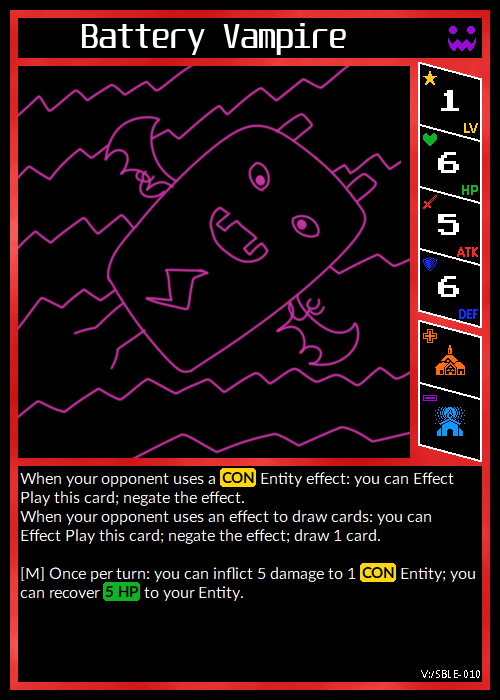 Battery Vampire
1
LV
6
HP
5
ATK
6
DEF
When your opponent uses a CON Entity effect: you can Effect
Play this card; negate the effect.
When your opponent uses an effect to draw cards: you can
Effect Play this card; negate the effect; draw 1 card.
[M] Once per turn: you can inflict 5 damage to 1 CON Entity; you
can recover 5 HP to your Entity.
V:/SBLE-010